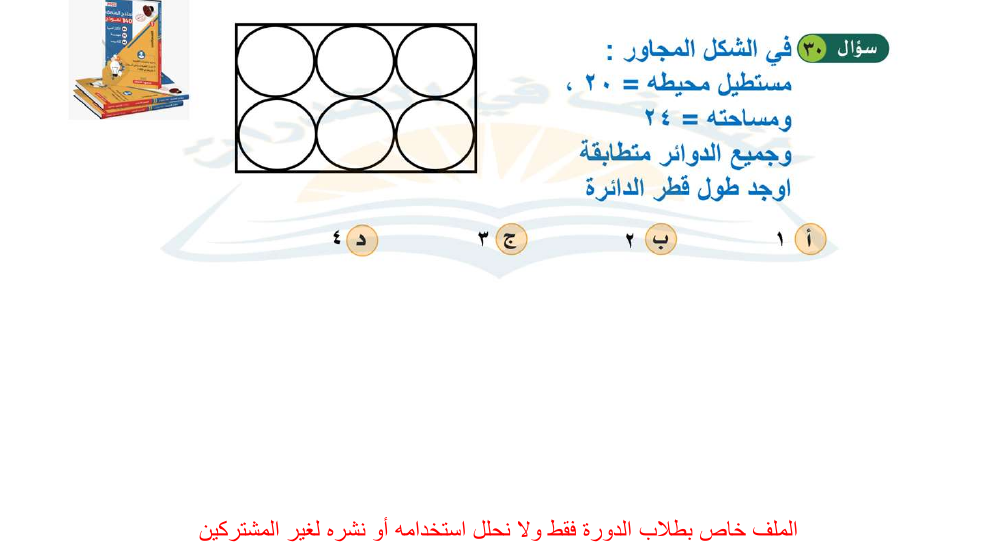 سؤال ٣٠
في الشكل المجاور :
مستطيل محيطه = ٢٠ ،
ومساحته = ٢٤
وجميع الدوائر متطابقة
اوجد طول قطر الدائرة
أ ١ ب ٢ ج ٣ د ٤
الملف خاص بطلاب الدورة فقط ولا نحلل استخدامه أو نشره لغير المشتركين